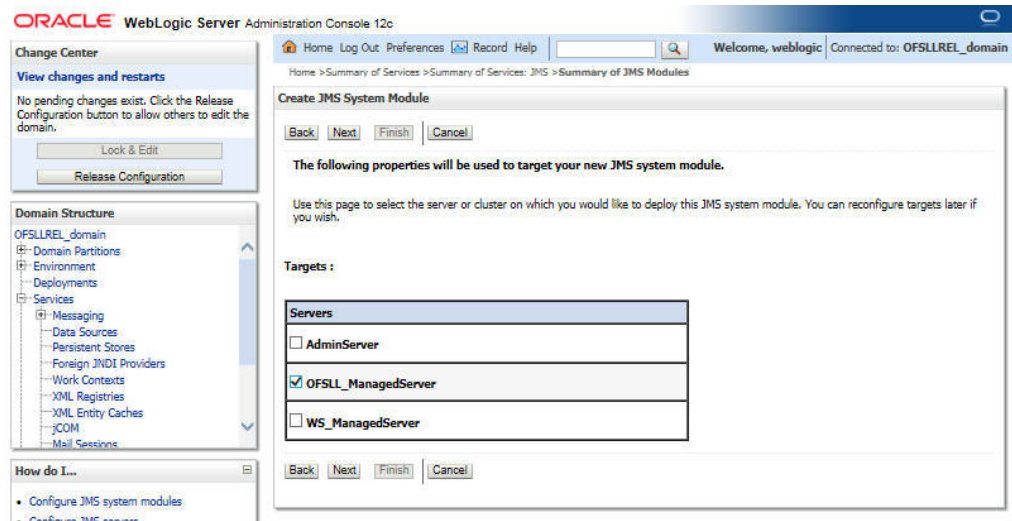 ORACLE WebLogic Server Administration Console 12c
Change Center
View changes and restarts
No pending changes exist. Click the Release
Configuration button to allow others to edit the
domain.
Lock & Edit
Release Configuration
Domain Structure
OFSLLREL_domain
Domain Partitions
Environment
Deployments
Services
Messaging
Data Sources
Persistent Stores
Foreign JNDI Providers
Work Contexts
XML Registries
XML Entity Caches
jCOM
Mail Sessions
How do I...
Configure JMS system modules
Configure JMS servers
Home Log Out Preferences Record Help
Welcome, weblogic Connected to: OFSLLREL_domain
Home >Summary of Services >Summary of Services: JMS >Summary of JMS Modules
Create JMS System Module
Back Next Finish Cancel
The following properties will be used to target your new JMS system module.
Use this page to select the server or cluster on which you would like to deploy this JMS system module. You can reconfigure targets later if
you wish.
Targets :
Servers
AdminServer
OFSLL_ManagedServer
WS_ManagedServer
Back Next Finish Cancel